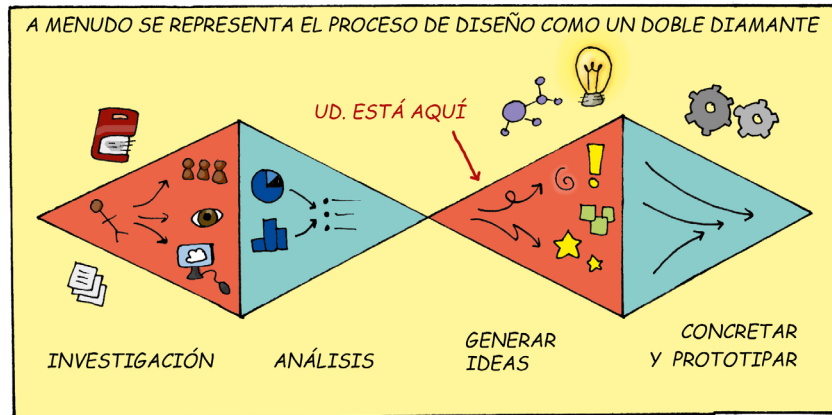 A MENUDO SE REPRESENTA EL PROCESO DE DISEÑO COMO UN DOBLE DIAMANTE
UD. ESTÁ AQUÍ
INVESTIGACIÓN
ANÁLISIS
GENERAR
IDEAS
CONCRETAR
Y PROTOTIPAR